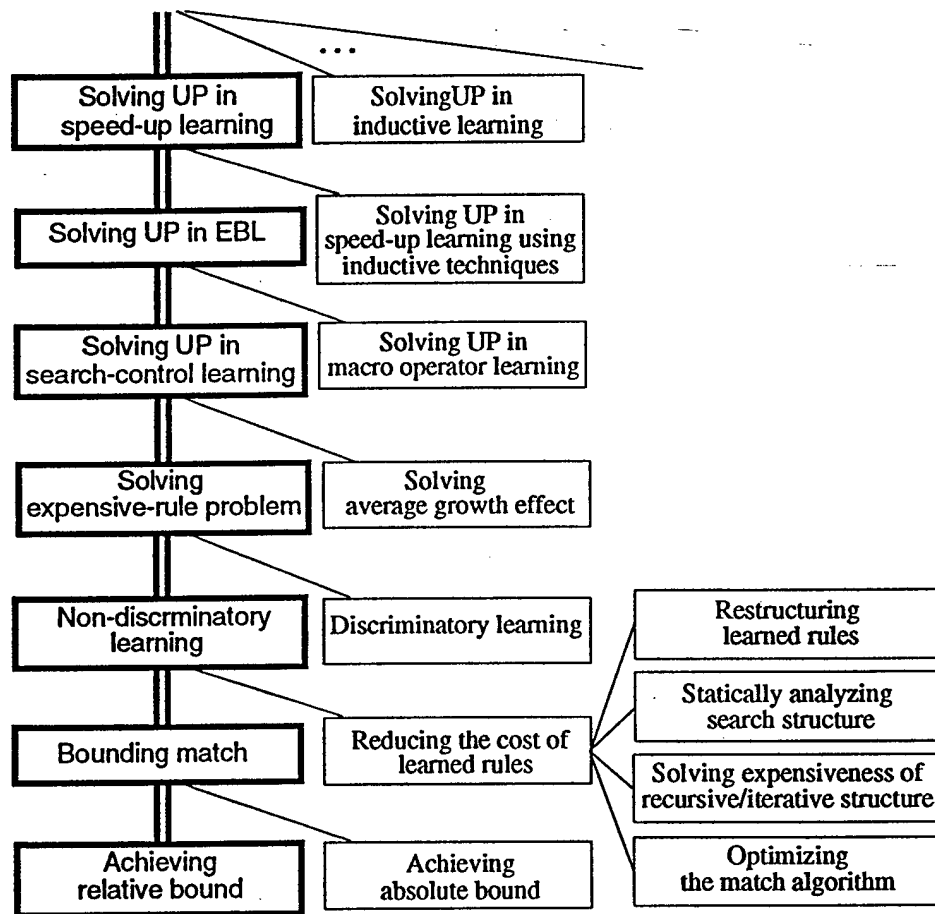 ...
Solving UP in
speed-up learning
SolvingUP in
inductive learning
Solving UP in EBL
Solving UP in
speed-up learning using
inductive techniques
Solving UP in
search-control learning
Solving UP in
macro operator learning
Solving
expensive-rule problem
Solving
average growth effect
Non-discrminatory
learning
Discriminatory learning
Bounding match
Reducing the cost of
learned rules
Restructuring
learned rules
Statically analyzing
search structure
Solving expensiveness of
recursive/iterative structure
Optimizing
the match algorithm
Achieving
relative bound
Achieving
absolute bound